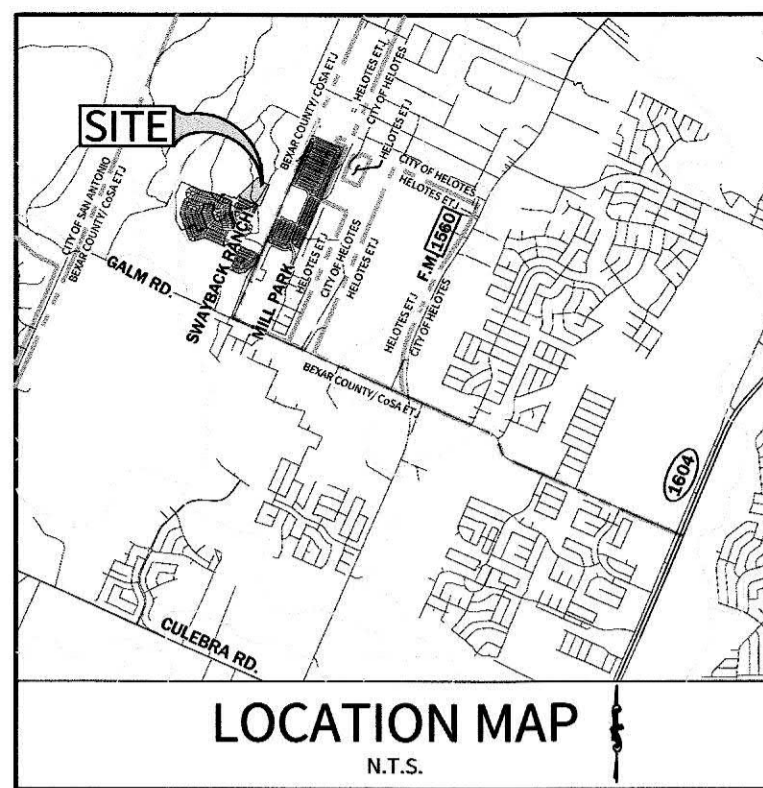 SITE
BEXAR COUNTY/ CoSA ETJ
HELOTES ETJ
CITY OF HELOTES
HELOTES ETJ
CITY OF HELOTES
HELOTES ETJ
CITY OF SAN ANTONIO
BEXAR COUNTY/ CoSA ETJ
GALM RD.
SWAYBACK RANCH
MILL PARK
HELOTES ETJ
CITY OF HELOTES
HELOTES ETJ
F.M 1560
HELOTES ETJ
CITY OF HELOTES
BEXAR COUNTY/ CoSA ETJ
1604
CULEBRA RD.
LOCATION MAP
N.T.S.